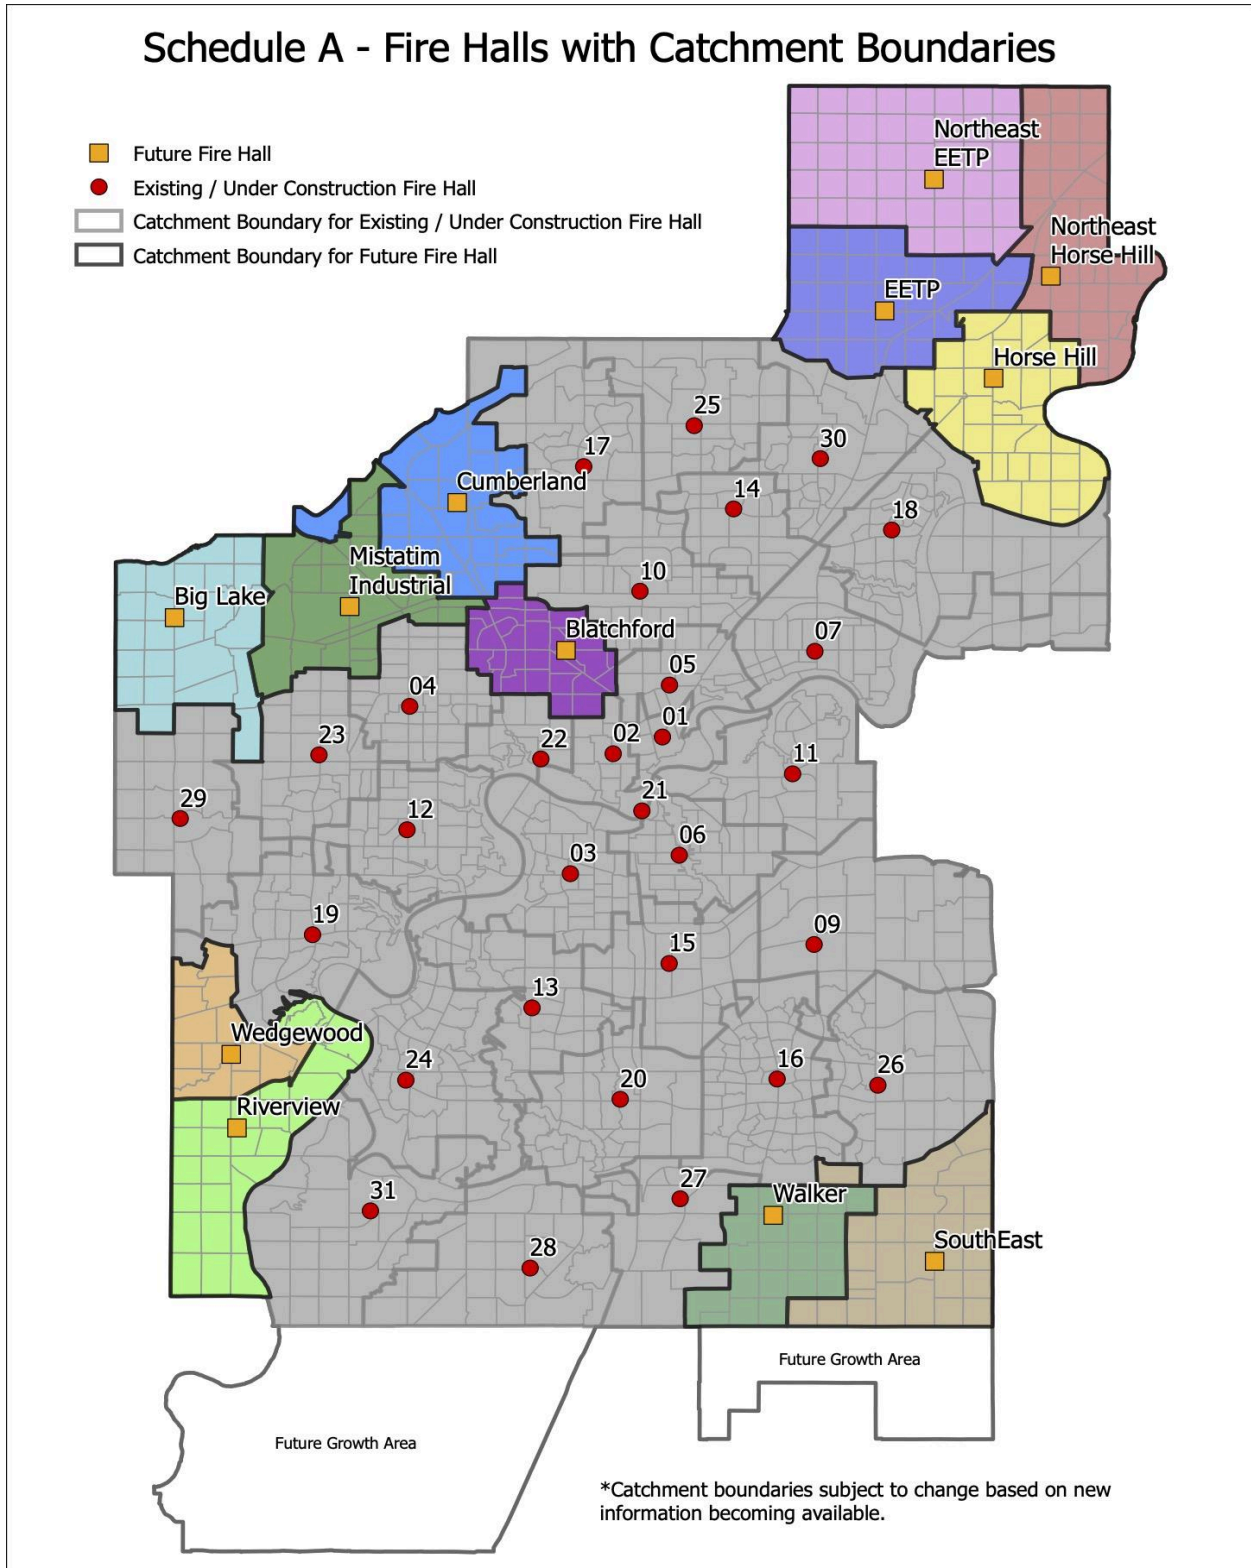 Schedule A - Fire Halls with Catchment Boundaries
Future Fire Hall
Existing / Under Construction Fire Hall
Catchment Boundary for Existing / Under Construction Fire Hall
Catchment Boundary for Future Fire Hall
Northeast
EETP
Northeast
Horse Hill
EETP
Horse Hill
25
17
30
Cumberland
14
18
Mistatim
Industrial
10
Big Lake
Blatchford
07
05
04
01
23
22
02
11
29
21
12
06
03
19
09
15
13
Wedgewood
24
16
26
20
Riverview
31
27
Walker
28
SouthEast
Future Growth Area
Future Growth Area
*Catchment boundaries subject to change based on new
information becoming available.